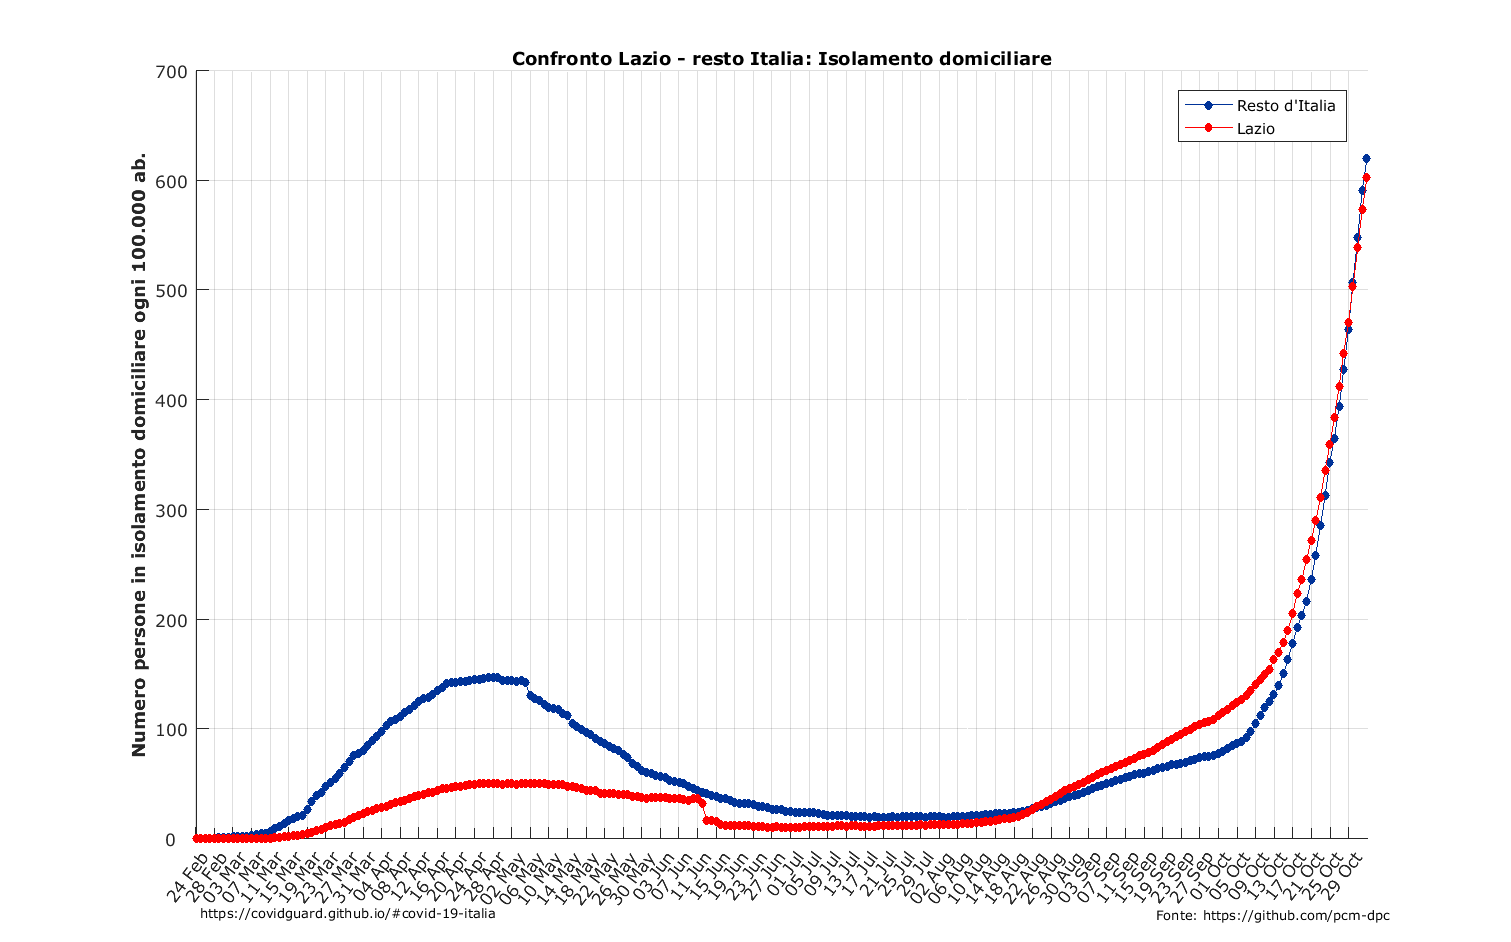 Confronto Lazio - resto Italia: Isolamento domiciliare
Resto d'Italia
Lazio
Numero persone in isolamento domiciliare ogni 100.000 ab.
700
600
500
400
300
200
100
0
24 Feb
28 Feb
03 Mar
07 Mar
11 Mar
15 Mar
19 Mar
23 Mar
27 Mar
31 Mar
04 Apr
08 Apr
12 Apr
16 Apr
20 Apr
24 Apr
28 Apr
02 May
06 May
10 May
14 May
18 May
22 May
26 May
30 May
03 Jun
07 Jun
11 Jun
15 Jun
19 Jun
23 Jun
27 Jun
01 Jul
05 Jul
09 Jul
13 Jul
17 Jul
21 Jul
25 Jul
29 Jul
02 Aug
06 Aug
10 Aug
14 Aug
18 Aug
22 Aug
26 Aug
30 Aug
03 Sep
07 Sep
11 Sep
15 Sep
19 Sep
23 Sep
27 Sep
01 Oct
05 Oct
09 Oct
13 Oct
17 Oct
21 Oct
25 Oct
29 Oct
https://covidguard.github.io/#covid-19-italia
Fonte: https://github.com/pcm-dpc